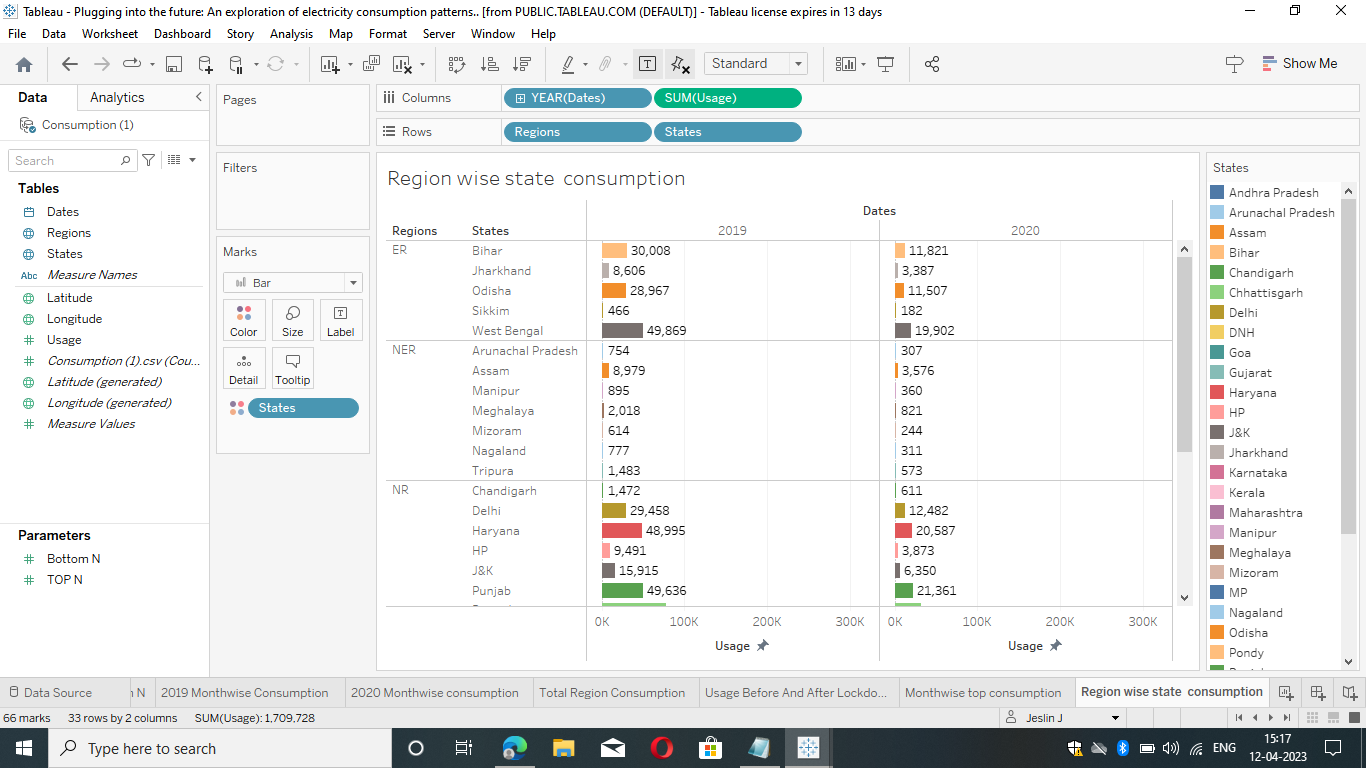 Tableau - Plugging into the future: An exploration of electricity consumption patterns.. [from PUBLIC.TABLEAU.COM (DEFAULT)] - Tableau license expires in 13 days
File Data Worksheet Dashboard Story Analysis Map Format Server Window Help
Standard Show Me
Data Analytics
Consumption (1)
Search
Tables
Dates
Regions
States
Abc Measure Names
Latitude
Longitude
Usage
Consumption (1).csv (Cou...
Latitude (generated)
Longitude (generated)
Measure Values
Parameters
Bottom N
TOP N
Pages
Filters
Marks
Bar
Color Size Label
Detail Tooltip
States
Columns YEAR(Dates) SUM(Usage)
Rows Regions States
Region wise state consumption
Dates
Regions States 2019 2020
ER Bihar 30,008 11,821
Jharkhand 8,606 3,387
Odisha 28,967 11,507
Sikkim 466 182
West Bengal 49,869 19,902
NER Arunachal Pradesh 754 307
Assam 8,979 3,576
Manipur 895 360
Meghalaya 2,018 821
Mizoram 614 244
Nagaland 777 311
Tripura 1,483 573
NR Chandigarh 1,472 611
Delhi 29,458 12,482
Haryana 48,995 20,587
HP 9,491 3,873
J&K 15,915 6,350
Punjab 49,636 21,361
0K 100K 200K 300K 0K 100K 200K 300K
Usage Usage
States
Andhra Pradesh
Arunachal Pradesh
Assam
Bihar
Chandigarh
Chhattisgarh
Delhi
DNH
Goa
Gujarat
Haryana
HP
J&K
Jharkhand
Karnataka
Kerala
Maharashtra
Manipur
Meghalaya
Mizoram
MP
Nagaland
Odisha
Pondy
Data Source N 2019 Monthwise Consumption 2020 Monthwise consumption Total Region Consumption Usage Before And After Lockdo... Monthwise top consumption Region wise state consumption
66 marks 33 rows by 2 columns SUM(Usage): 1,709,728 Jeslin J
Type here to search ENG 15:17
12-04-2023